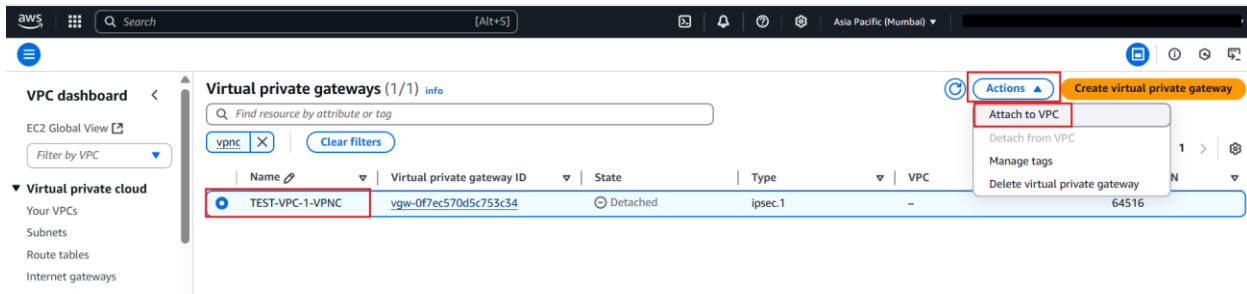 aws Search [Alt+S] Asia Pacific (Mumbai)
VPC dashboard
EC2 Global View
Filter by VPC
Virtual private cloud
Your VPCs
Subnets
Route tables
Internet gateways
Virtual private gateways (1/1) info
Actions Create virtual private gateway
Find resource by attribute or tag
Attach to VPC
Detach from VPC
Manage tags
Delete virtual private gateway
vpnc Clear filters
1
Name Virtual private gateway ID State Type VPC N
TEST-VPC-1-VPNC vgw-0f7ec570d5c753c34 Detached ipsec.1 – 64516